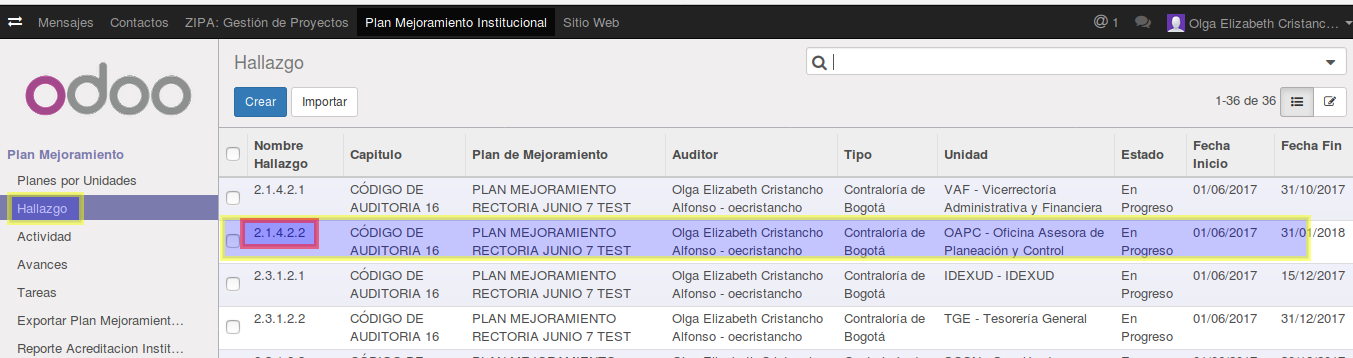 Mensajes Contactos ZIPA: Gestión de Proyectos Plan Mejoramiento Institucional Sitio Web @ 1 Olga Elizabeth Cristanc...
odoo
Hallazgo
Crear Importar 1-36 de 36
Plan Mejoramiento
Planes por Unidades
Hallazgo
Actividad
Avances
Tareas
Exportar Plan Mejoramient...
Reporte Acreditacion Instit...
Nombre Fecha
Hallazgo Capitulo Plan de Mejoramiento Auditor Tipo Unidad Estado Inicio Fecha Fin
2.1.4.2.1 CÓDIGO DE PLAN MEJORAMIENTO Olga Elizabeth Cristancho Contraloría de VAF - Vicerrectoría En 01/06/2017 31/10/2017
AUDITORIA 16 RECTORIA JUNIO 7 TEST Alfonso - oecristancho Bogotá Administrativa y Financiera Progreso
2.1.4.2.2 CÓDIGO DE PLAN MEJORAMIENTO Olga Elizabeth Cristancho Contraloría de OAPC - Oficina Asesora de En 01/06/2017 31/01/2018
AUDITORIA 16 RECTORIA JUNIO 7 TEST Alfonso - oecristancho Bogotá Planeación y Control Progreso
2.3.1.2.1 CÓDIGO DE PLAN MEJORAMIENTO Olga Elizabeth Cristancho Contraloría de IDEXUD - IDEXUD En 01/06/2017 15/12/2017
AUDITORIA 16 RECTORIA JUNIO 7 TEST Alfonso - oecristancho Bogotá Progreso
2.3.1.2.2 CÓDIGO DE PLAN MEJORAMIENTO Olga Elizabeth Cristancho Contraloría de TGE - Tesorería General En 01/06/2017 31/12/2017
AUDITORIA 16 RECTORIA JUNIO 7 TEST Alfonso - oecristancho Bogotá Progreso